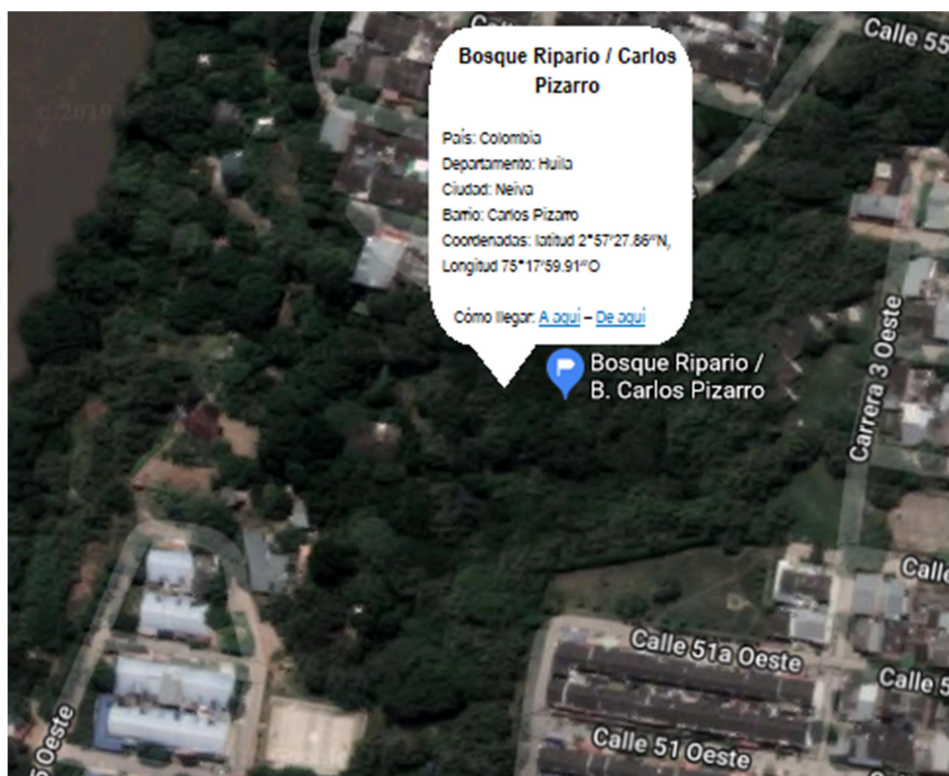 Calle 55
Bosque Ripario / Carlos
Pizarro
País: Colombia
Departamento: Huila
Ciudad: Neiva
Barrio: Carlos Pizarro
Coordenadas: latitud 2°57'27.86"N,
Longitud 75°17'59.91"O
Cómo llegar: A aquí – De aquí
Bosque Ripario /
B. Carlos Pizarro
Carrera 3 Oeste
Calle
Calle 51a Oeste
Calle 5
Calle 51 Oeste
5 Oeste